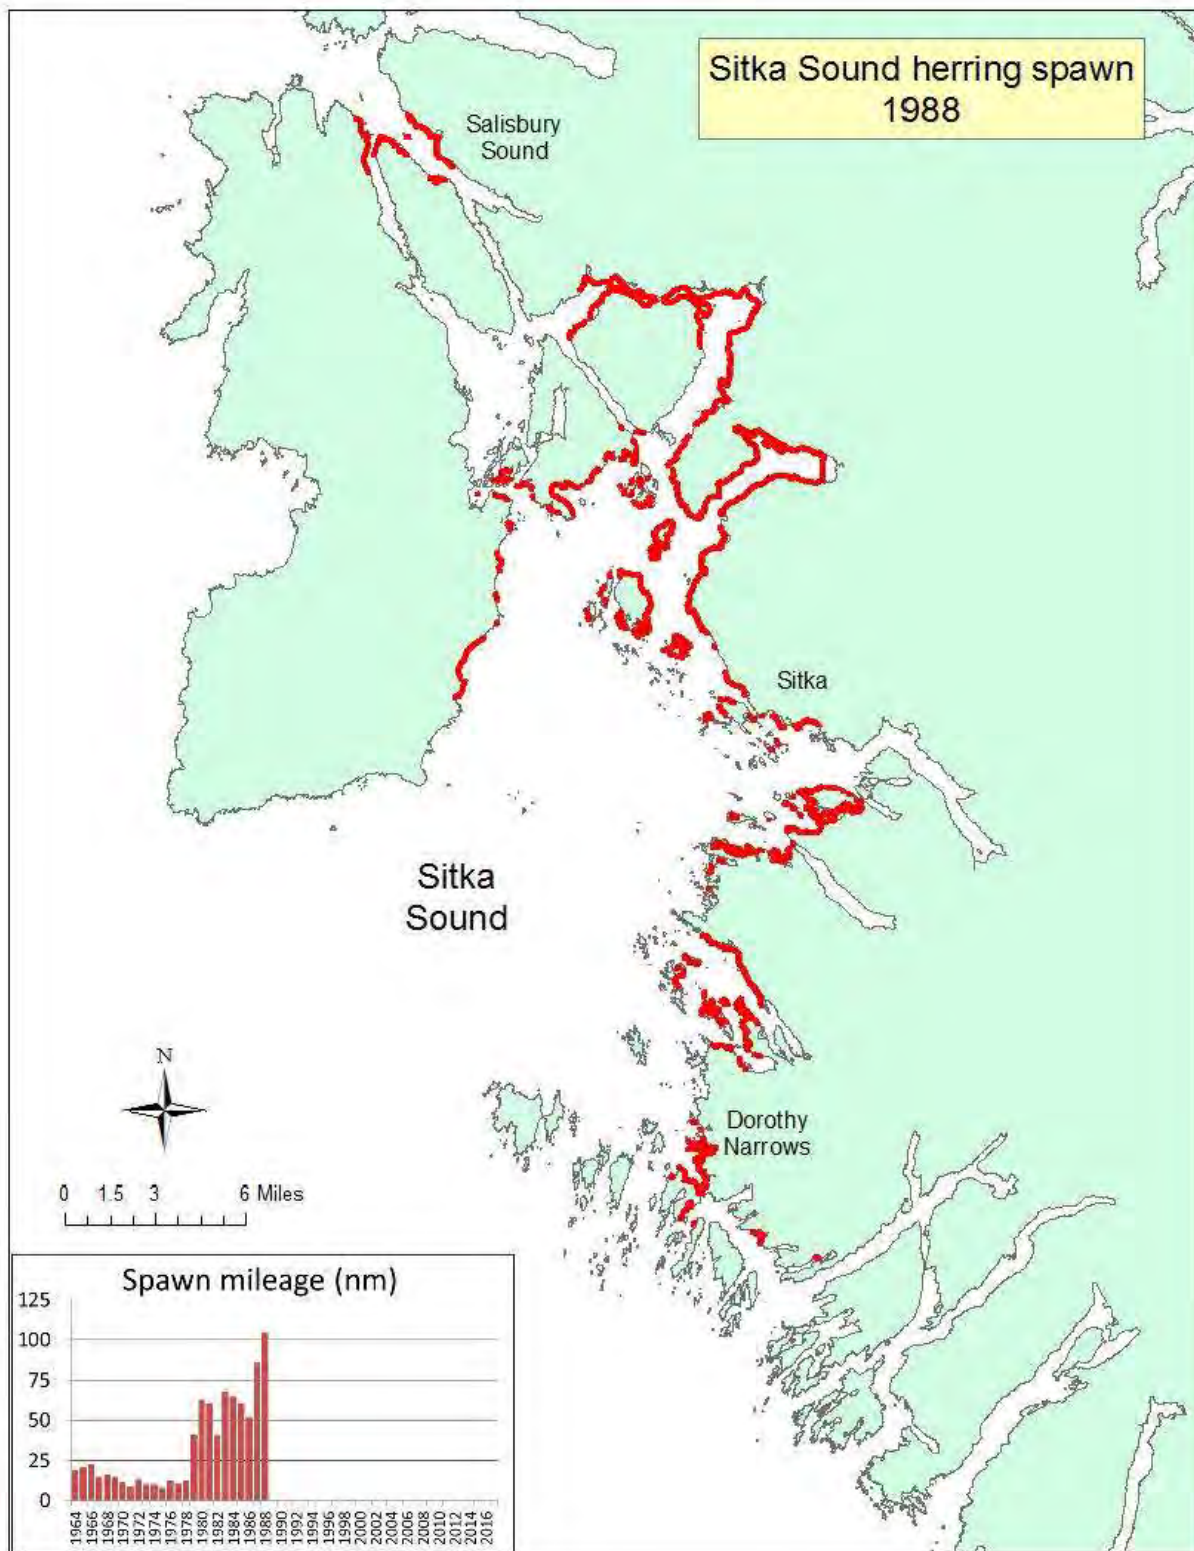 Sitka Sound herring spawn
1988
Salisbury
Sound
Sitka
Sitka
Sound
N
Dorothy
Narrows
0 1.5 3 6 Miles
Spawn mileage (nm)
125
100
75
50
25
0
1964 1966 1968 1970 1972 1974 1976 1978 1980 1982 1984 1986 1988 1990 1992 1994 1996 1998 2000 2002 2004 2006 2008 2010 2012 2014 2016